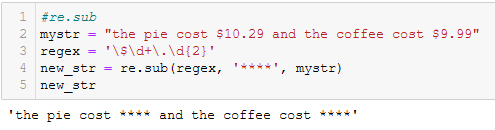 1 #re.sub
2 mystr = "the pie cost $10.29 and the coffee cost $9.99"
3 regex = '\$\d+\.\d{2}'
4 new_str = re.sub(regex, '****', mystr)
5 new_str
'the pie cost **** and the coffee cost ****'